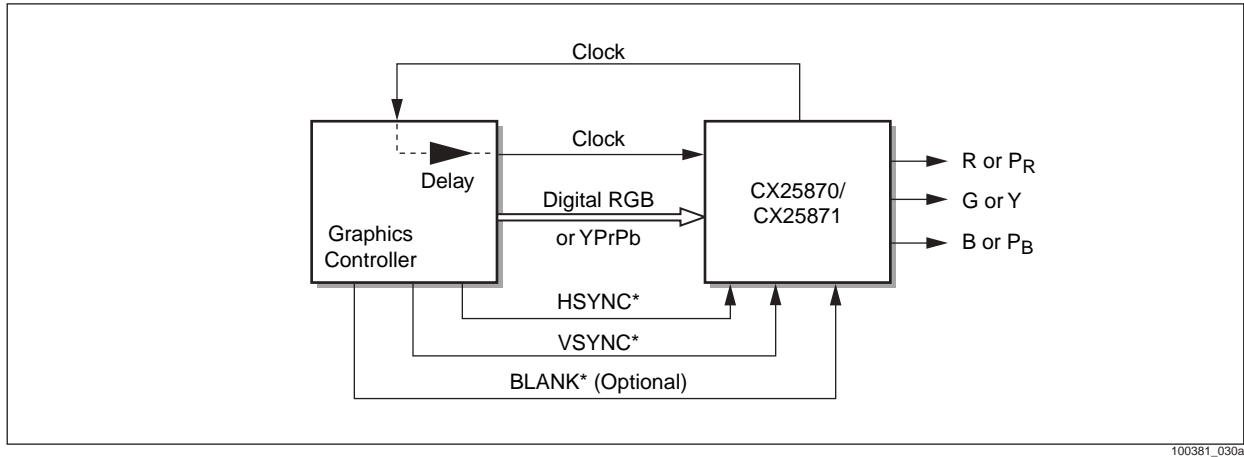 Clock
Clock
Delay
Digital RGB
or YPrPb
Graphics
Controller
CX25870/
CX25871
R or PR
G or Y
B or PB
HSYNC*
VSYNC*
BLANK* (Optional)
100381_030a